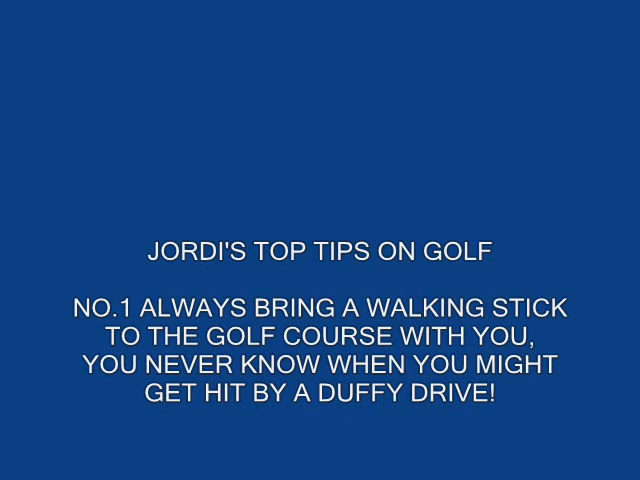 JORDI'S TOP TIPS ON GOLF
NO.1 ALWAYS BRING A WALKING STICK
TO THE GOLF COURSE WITH YOU,
YOU NEVER KNOW WHEN YOU MIGHT
GET HIT BY A DUFFY DRIVE!